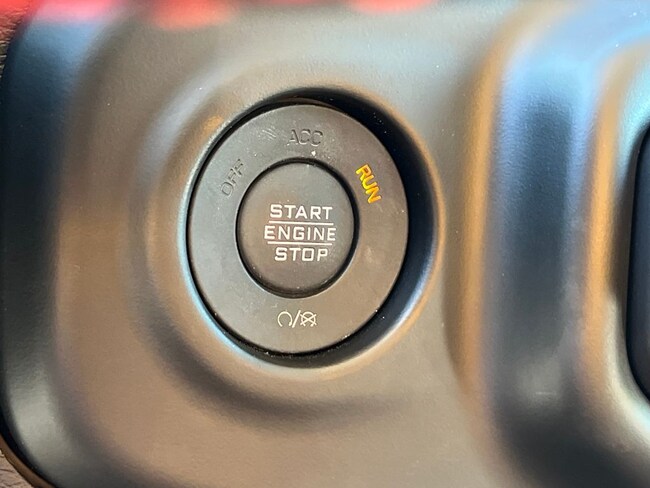 OFF
ACC
RUN
START
ENGINE
STOP